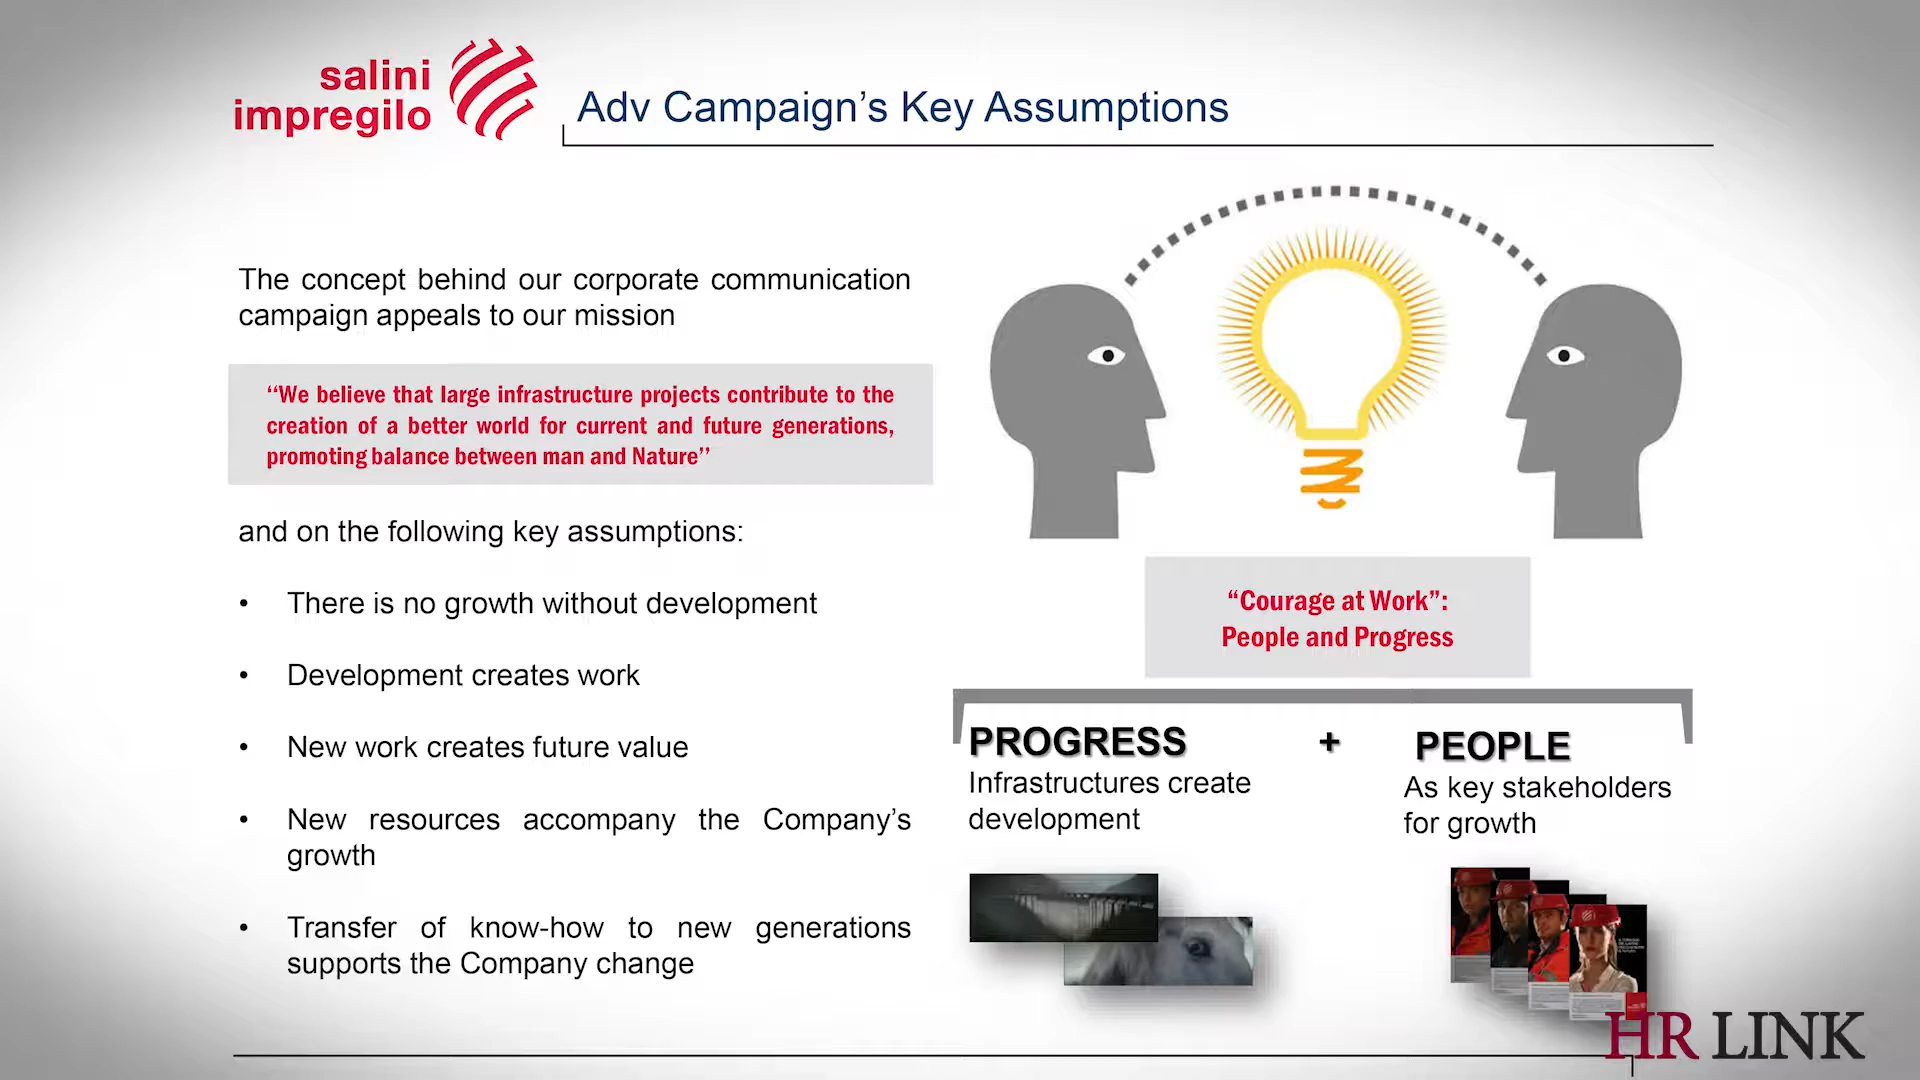 salini
impregilo
Adv Campaign’s Key Assumptions
The concept behind our corporate communication
campaign appeals to our mission
‘‘We believe that large infrastructure projects contribute to the
creation of a better world for current and future generations,
promoting balance between man and Nature’’
and on the following key assumptions:
• There is no growth without development
• Development creates work
• New work creates future value
• New resources accompany the Company’s
growth
• Transfer of know-how to new generations
supports the Company change
“Courage at Work”:
People and Progress
PROGRESS + PEOPLE
Infrastructures create
development
As key stakeholders
for growth
HR LINK